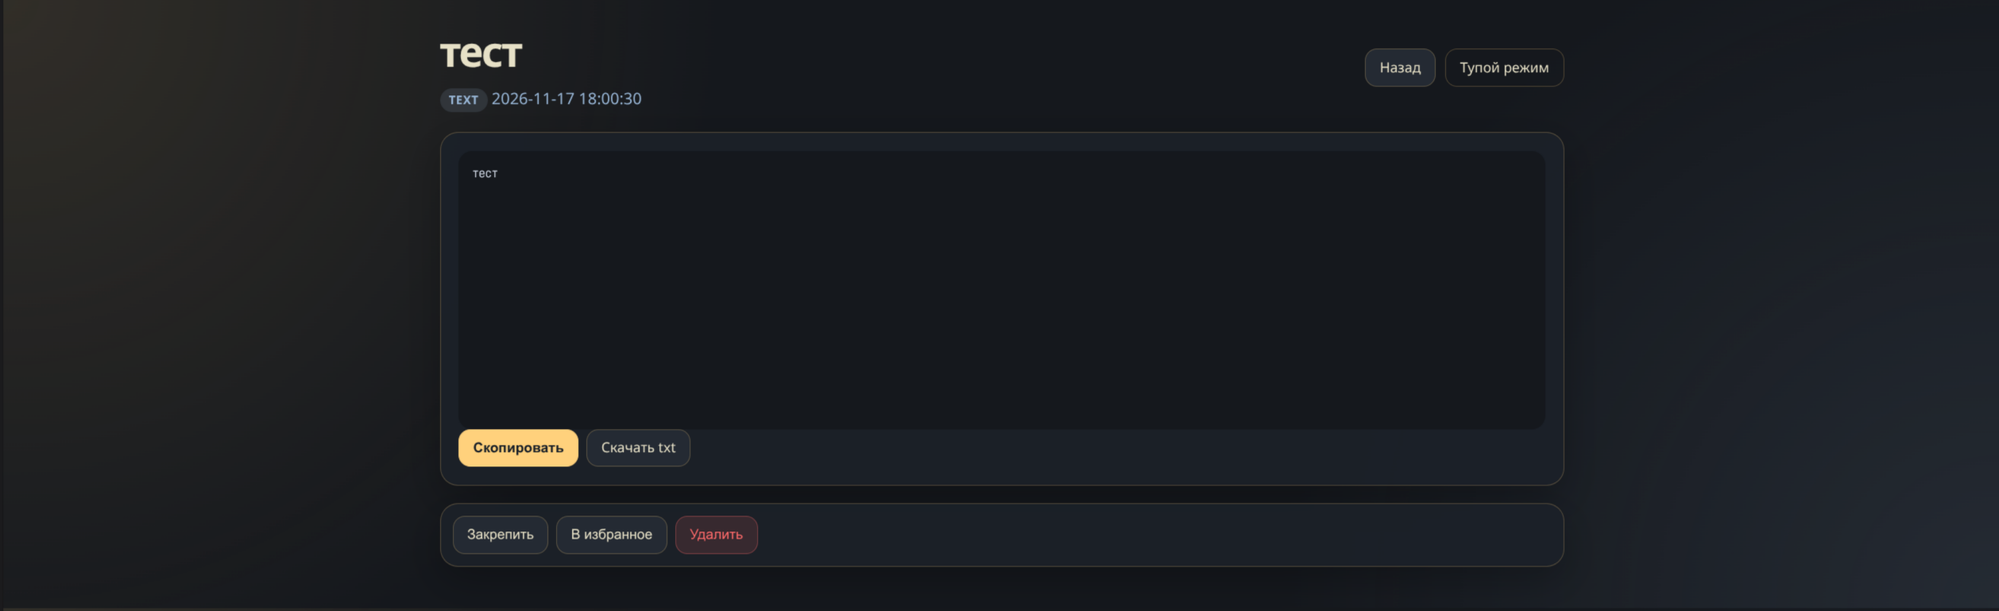 тест
Назад
Тупой режим
TEXT 2026-11-17 18:00:30
тест
Скопировать
Скачать txt
Закрепить
В избранное
Удалить